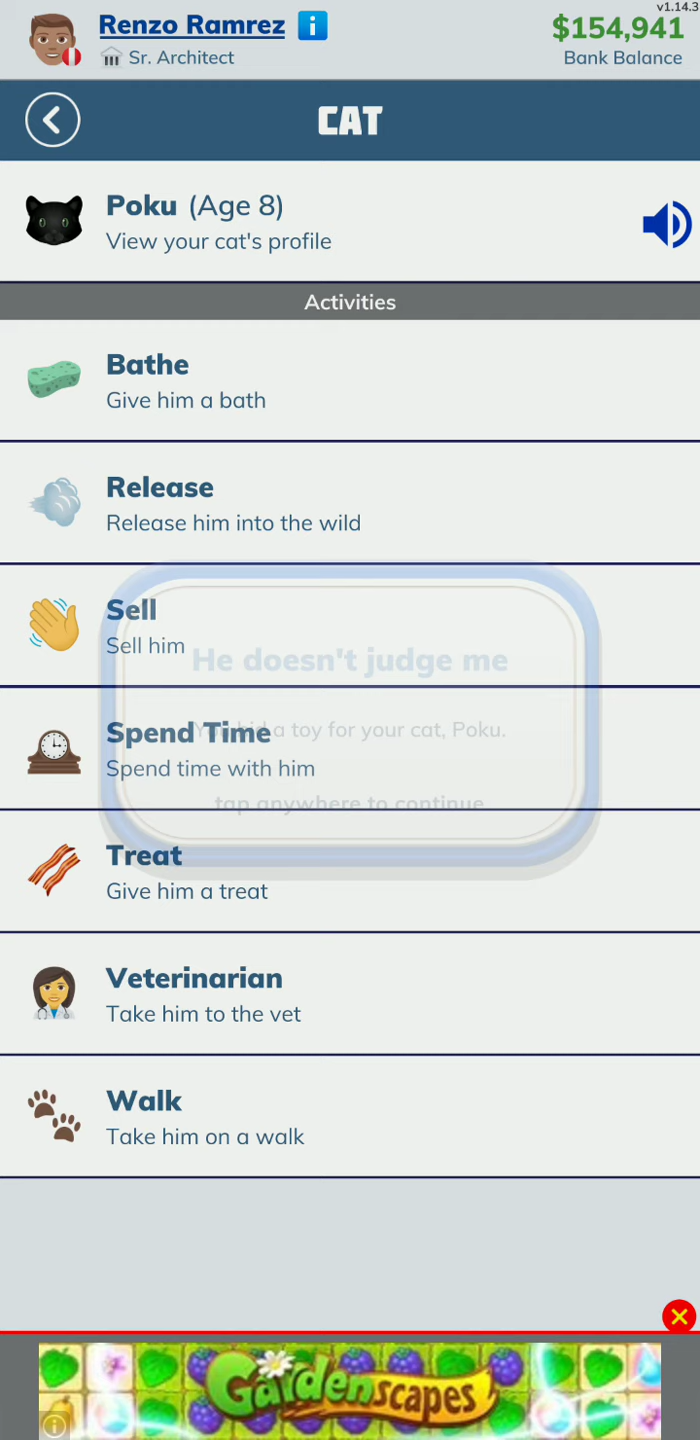 v1.14.3
Renzo Ramrez i $154,941
Sr. Architect Bank Balance
CAT
Poku (Age 8)
View your cat's profile
Activities
Bathe
Give him a bath
Release
Release him into the wild
Sell
Sell him
He doesn't judge me
Spend Time
a toy for your cat, Poku.
Spend time with him
tap anywhere to continue
Treat
Give him a treat
Veterinarian
Take him to the vet
Walk
Take him on a walk
Gardenscapes